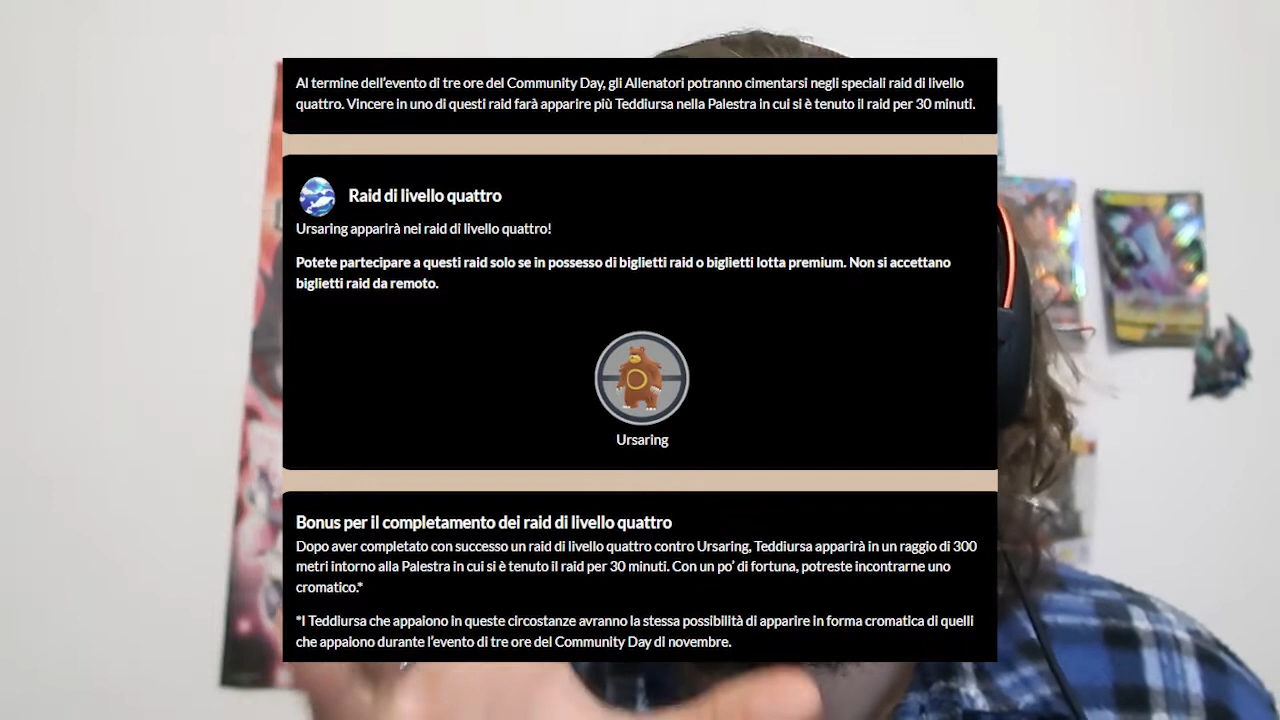 Al termine dell'evento di tre ore del Community Day, gli Allenatori potranno cimentarsi negli speciali raid di livello
quattro. Vincere in uno di questi raid farà apparire più Teddiursa nella Palestra in cui si è tenuto il raid per 30 minuti.
Raid di livello quattro
Ursaring apparirà nei raid di livello quattro!
Potete partecipare a questi raid solo se in possesso di biglietti raid o biglietti lotta premium. Non si accettano
biglietti raid da remoto.
Ursaring
Bonus per il completamento dei raid di livello quattro
Dopo aver completato con successo un raid di livello quattro contro Ursaring, Teddiursa apparirà in un raggio di 300
metri intorno alla Palestra in cui si è tenuto il raid per 30 minuti. Con un po' di fortuna, potreste incontrarne uno
cromatico.*
*I Teddiursa che appaiono in queste circostanze avranno la stessa possibilità di apparire in forma cromatica di quelli
che appaiono durante l'evento di tre ore del Community Day di novembre.